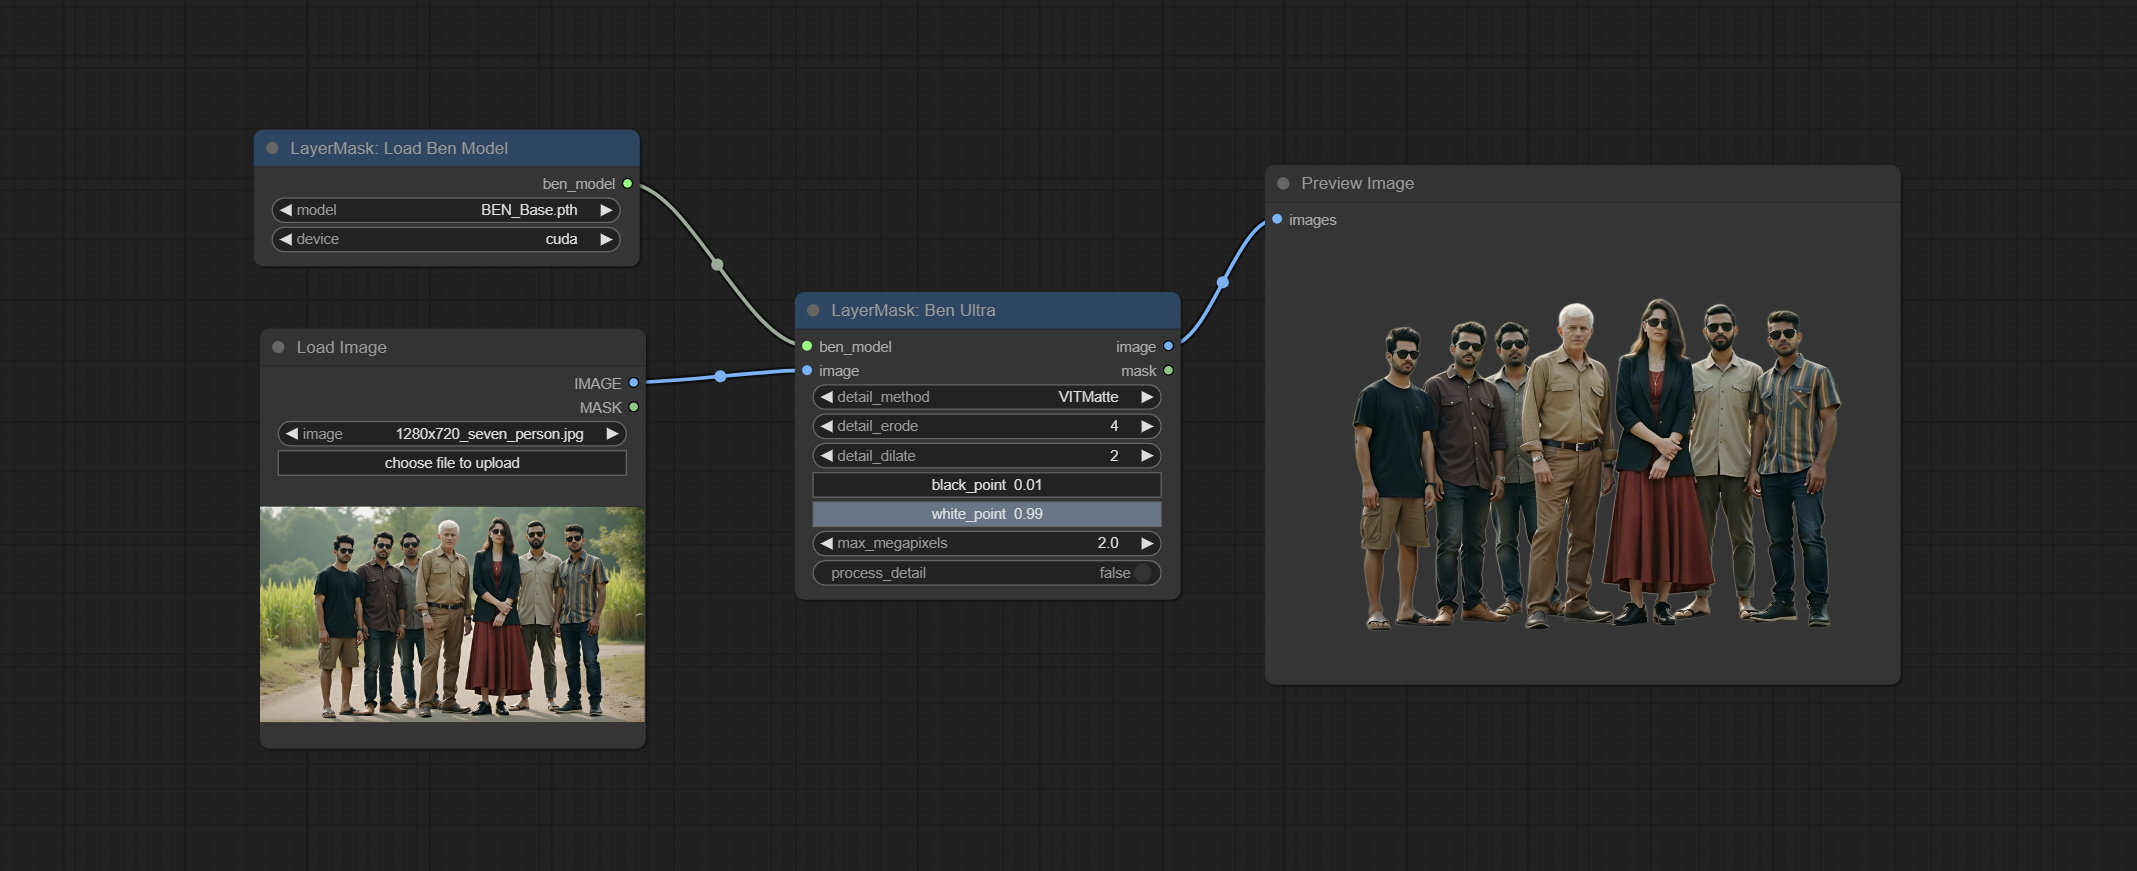 LayerMask: Load Ben Model
ben_model
model BEN_Base.pth
device cuda
Load Image
IMAGE
MASK
image 1280x720_seven_person.jpg
choose file to upload
LayerMask: Ben Ultra
ben_model image
image mask
detail_method VITMatte
detail_erode 4
detail_dilate 2
black_point 0.01
white_point 0.99
max_megapixels 2.0
process_detail false
Preview Image
images